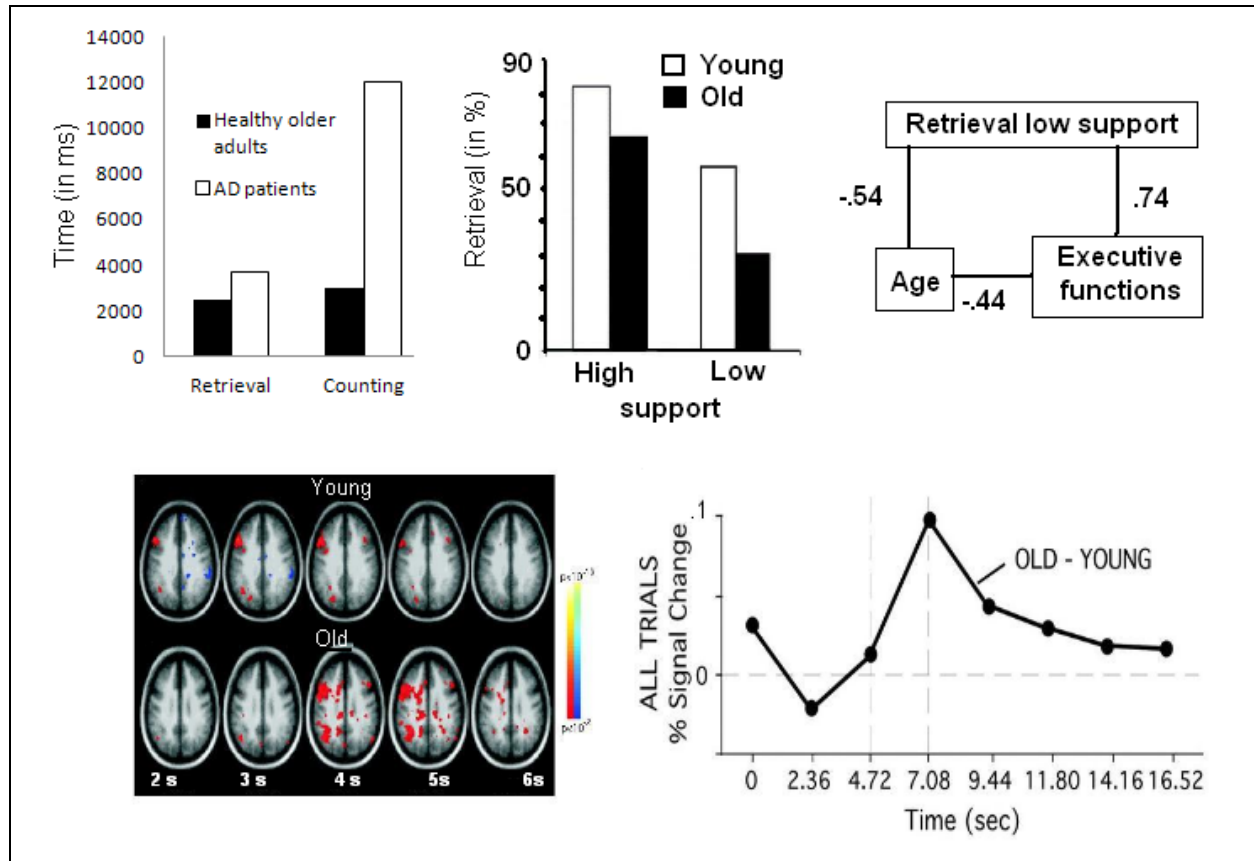 14000
12000
10000
8000
6000
4000
2000
0
Time (in ms)
Healthy older
adults
AD patients
Retrieval
Counting
90
50
0
Retrieval (in %)
Young
Old
High
Low
support
Retrieval low support
-.54
.74
Age
-.44
Executive
functions
Young
Old
2 s
3 s
4 s
5s
6s
.1
0
ALL TRIALS
% Signal Change
OLD - YOUNG
0
2.36
4.72
7.08
9.44
11.80
14.16
16.52
Time (sec)